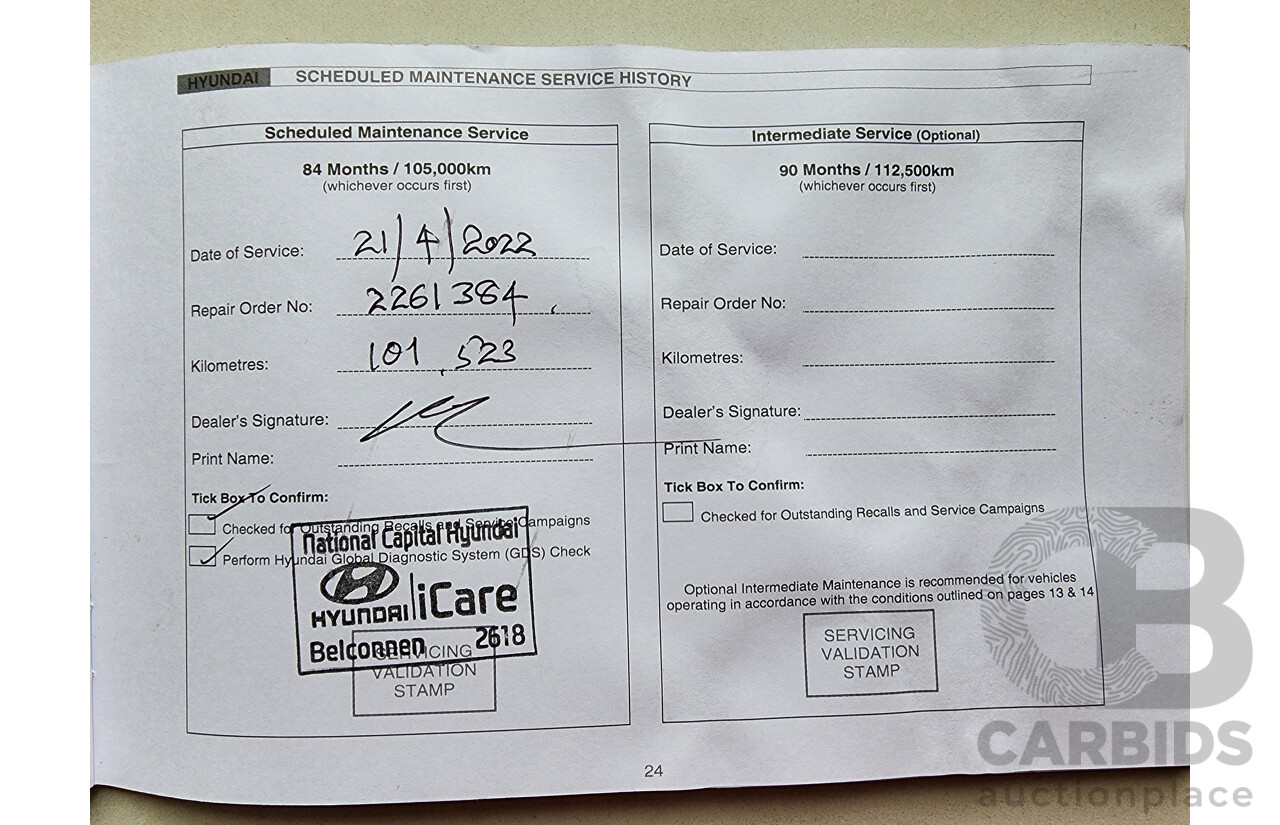 HYUNDAI SCHEDULED MAINTENANCE SERVICE HISTORY
Scheduled Maintenance Service
84 Months / 105,000km
(whichever occurs first)
Date of Service: 21/4/2022
Repair Order No: 2261384
Kilometres: 101,523
Dealer's Signature:
Print Name:
Tick Box To Confirm:
Checked for Outstanding Recalls and Service Campaigns
Perform Hyundai Global Diagnostic System (GDS) Check
National Capital Hyundai
HYUNDAI iCare
Belconnen 2618
SERVICING
VALIDATION
STAMP
Intermediate Service (Optional)
90 Months / 112,500km
(whichever occurs first)
Date of Service:
Repair Order No:
Kilometres:
Dealer's Signature:
Print Name:
Tick Box To Confirm:
Checked for Outstanding Recalls and Service Campaigns
Optional Intermediate Maintenance is recommended for vehicles
operating in accordance with the conditions outlined on pages 13 & 14
SERVICING
VALIDATION
STAMP
24
CARBIDS
auctionplace